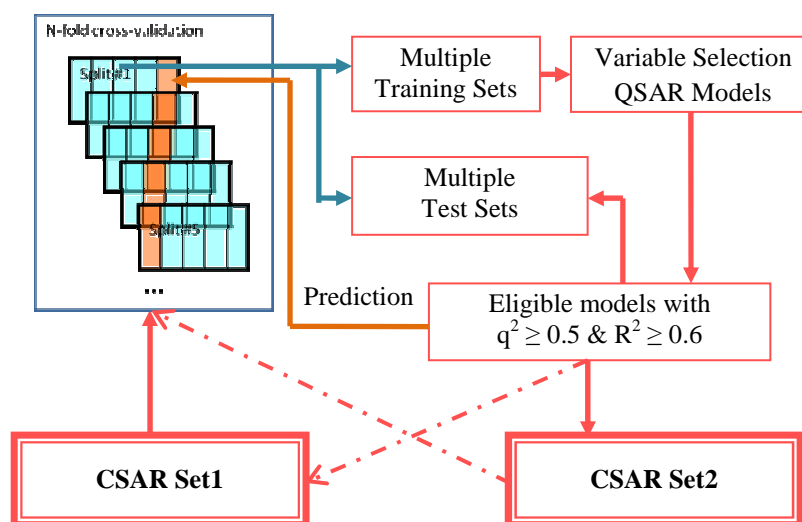 N-fold cross-validation
Split#1
Split#5
...
Multiple
Training Sets
Variable Selection
QSAR Models
Multiple
Test Sets
Prediction
Eligible models with
q² ≥ 0.5 & R² ≥ 0.6
CSAR Set1
CSAR Set2